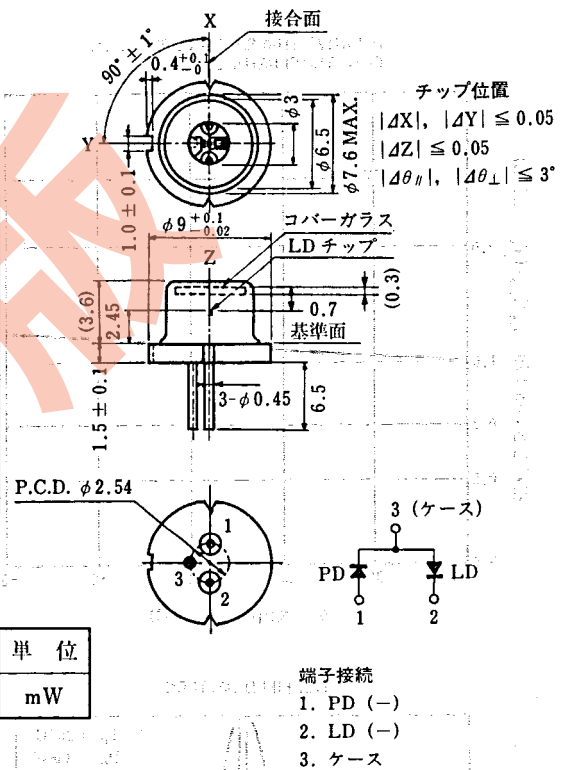 X
接合面
90° ± 1°
0.4 +0.1 -0
Y
φ3
φ6.5
φ7.6 MAX.
チップ位置
|ΔX|, |ΔY| ≦ 0.05
|ΔZ| ≦ 0.05
|Δθ∥|, |Δθ⊥| ≦ 3°
1.0 ± 0.1
φ9 +0.1 -0.02
コバーガラス
LD チップ
Z
(3.6)
2.45
(0.3)
0.7
基準面
1.5 ± 0.1
3-φ0.45
6.5
P.C.D. φ2.54
1
3
2
3 (ケース)
PD
LD
1
2
単 位
mW
端子接続
1. PD (−)
2. LD (−)
3. ケース
版